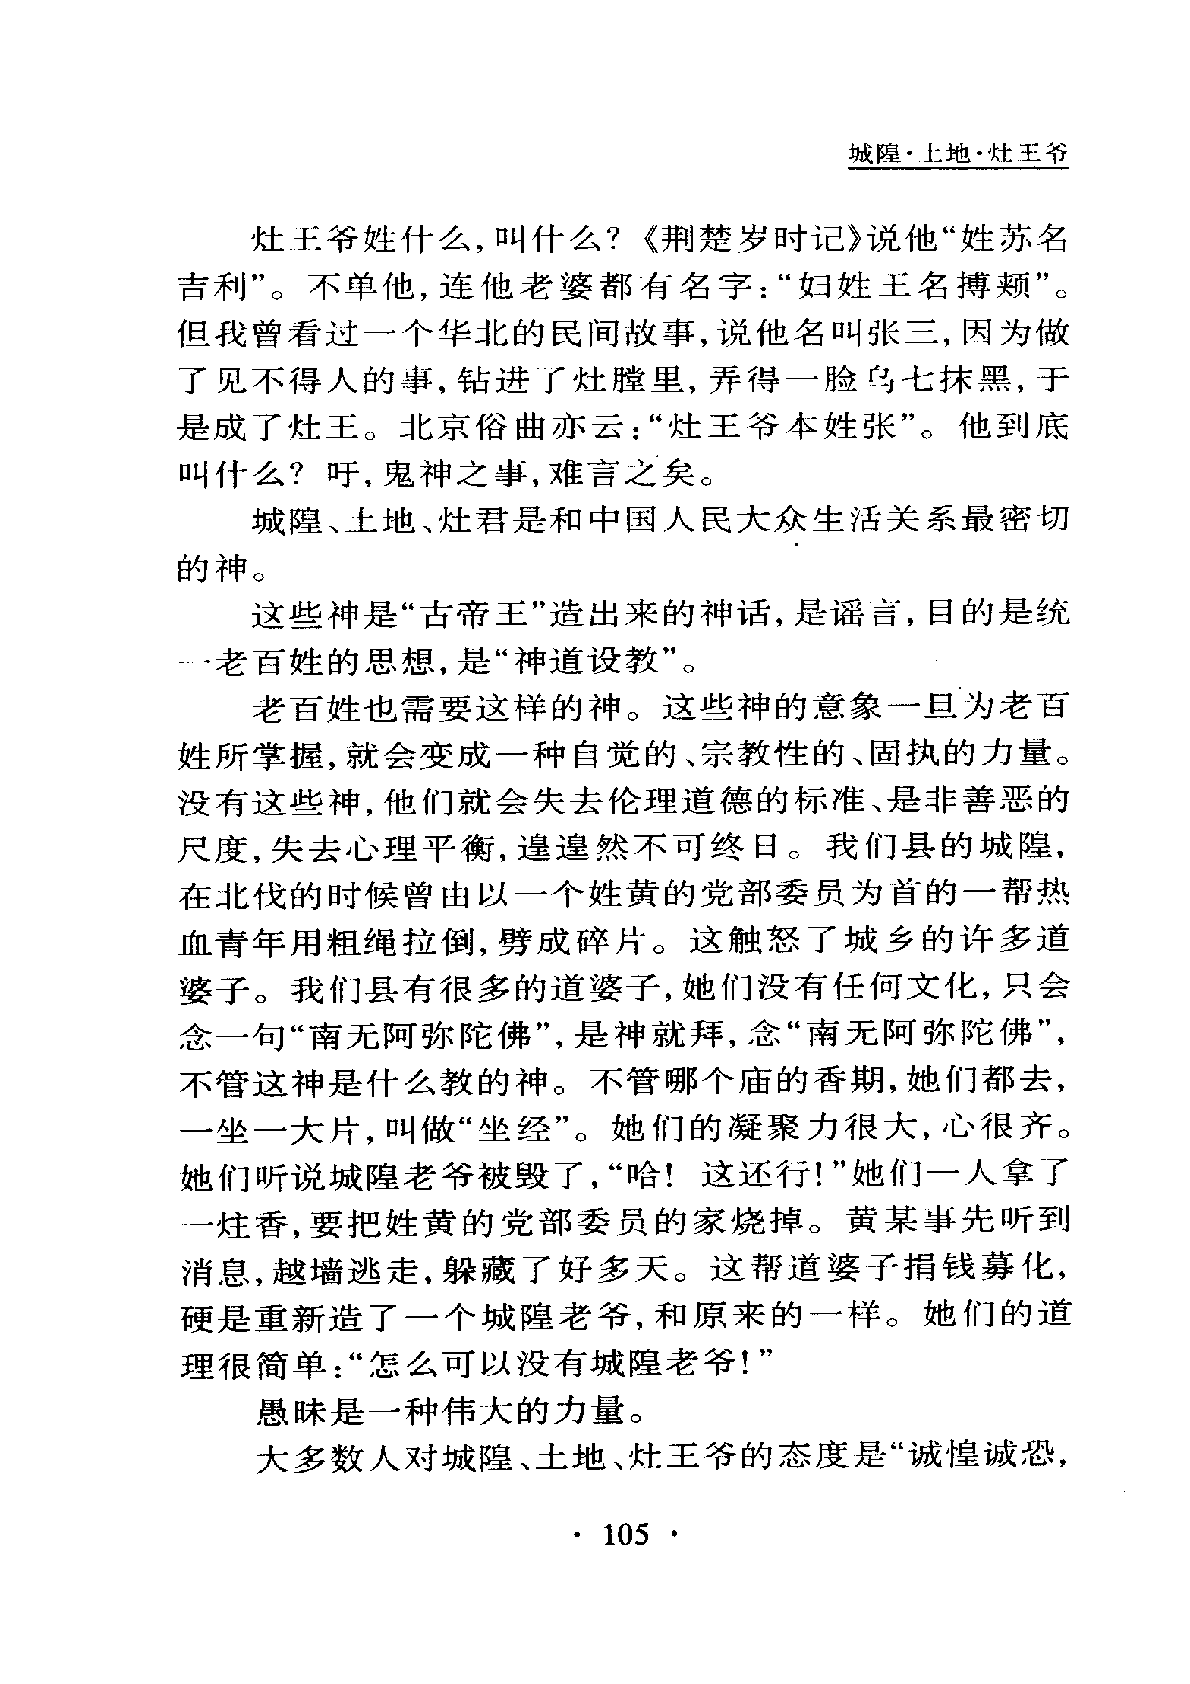 城隍·土地·灶王爷
灶王爷姓什么,叫什么?《荆楚岁时记》说他“姓苏名
吉利”。不单他,连他老婆都有名字:“妇姓王名搏颊”。
但我曾看过一个华北的民间故事,说他名叫张三,因为做
了见不得人的事,钻进了灶膛里,弄得一脸乌七抹黑,于
是成了灶王。北京俗曲亦云:“灶王爷本姓张”。他到底
叫什么?吁,鬼神之事,难言之矣。
城隍、土地、灶君是和中国人民大众生活关系最密切
的神。
这些神是“古帝王”造出来的神话,是谣言,目的是统
一老百姓的思想,是“神道设教”。
老百姓也需要这样的神。这些神的意象一旦为老百
姓所掌握,就会变成一种自觉的、宗教性的、固执的力量。
没有这些神,他们就会失去伦理道德的标准、是非善恶的
尺度,失去心理平衡,遑遑然不可终日。我们县的城隍,
在北伐的时候曾由以一个姓黄的党部委员为首的一帮热
血青年用粗绳拉倒,劈成碎片。这触怒了城乡的许多道
婆子。我们县有很多的道婆子,她们没有任何文化,只会
念一句“南无阿弥陀佛”,是神就拜,念“南无阿弥陀佛”,
不管这神是什么教的神。不管哪个庙的香期,她们都去,
一坐一大片,叫做“坐经”。她们的凝聚力很大,心很齐。
她们听说城隍老爷被毁了,“哈!这还行!”她们一人拿了
一炷香,要把姓黄的党部委员的家烧掉。黄某事先听到
消息,越墙逃走,躲藏了好多天。这帮道婆子捐钱募化,
硬是重新造了一个城隍老爷,和原来的一样。她们的道
理很简单:“怎么可以没有城隍老爷!”
愚昧是一种伟大的力量。
大多数人对城隍、土地、灶王爷的态度是“诚惶诚恐,
· 105 ·